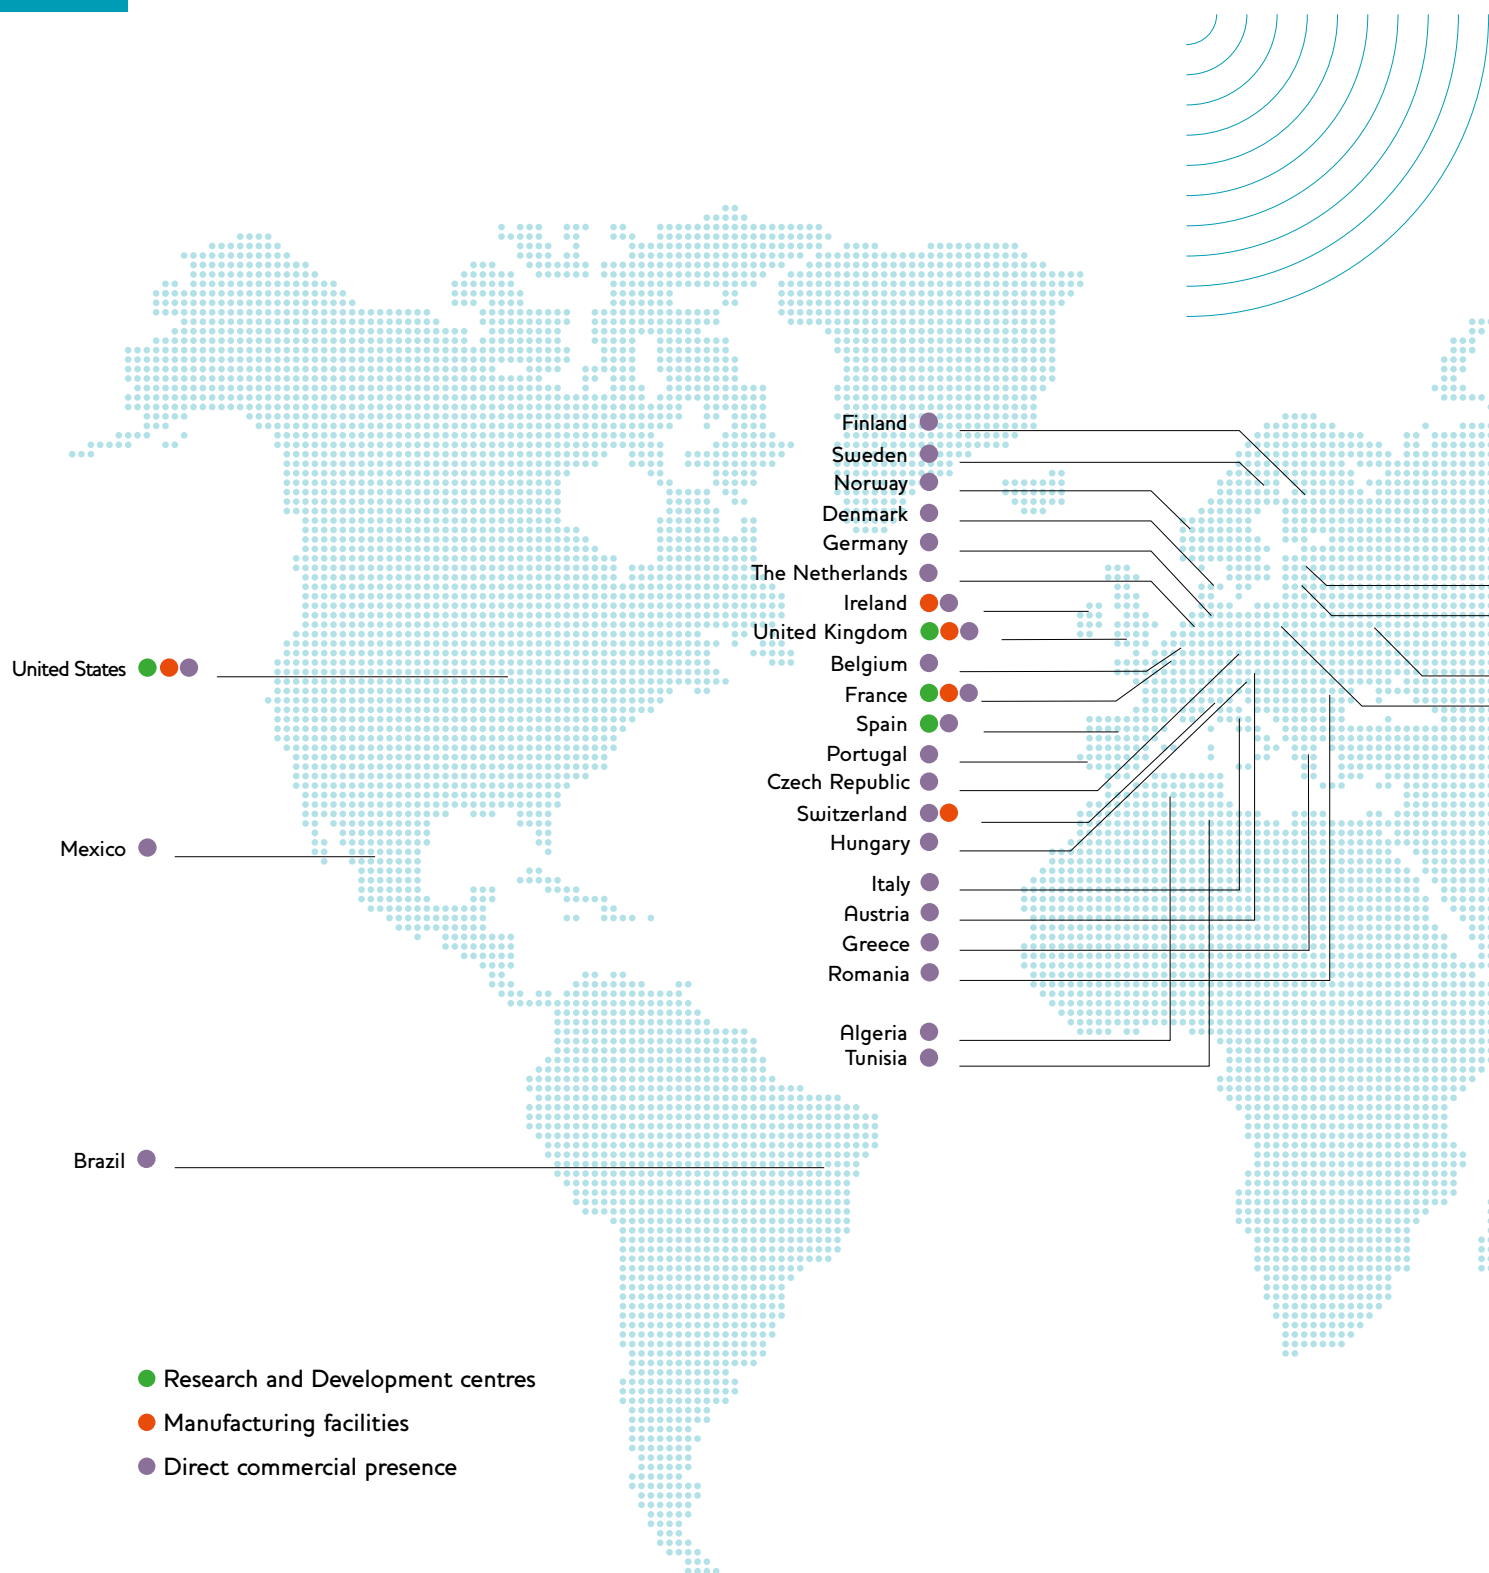 Finland
Sweden
Norway
Denmark
Germany
The Netherlands
Ireland
United Kingdom
Belgium
France
Spain
Portugal
Czech Republic
Switzerland
Hungary
Italy
Austria
Greece
Romania
Algeria
Tunisia
United States
Mexico
Brazil
Research and Development centres
Manufacturing facilities
Direct commercial presence